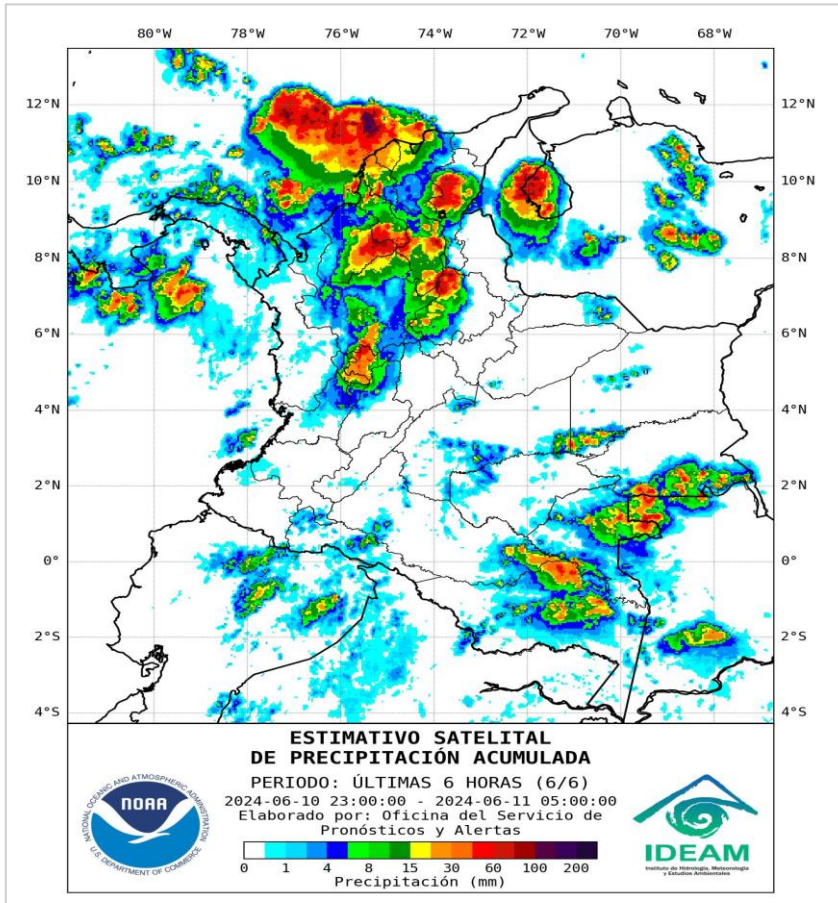 80°W 78°W 76°W 74°W 72°W 70°W 68°W
12°N 12°N
10°N 10°N
8°N 8°N
6°N 6°N
4°N 4°N
2°N 2°N
0° 0°
2°S 2°S
4°S 4°S
ESTIMATIVO SATELITAL
DE PRECIPITACIÓN ACUMULADA
PERIODO: ÚLTIMAS 6 HORAS (6/6)
2024-06-10 23:00:00 - 2024-06-11 05:00:00
Elaborado por: Oficina del Servicio de
Pronósticos y Alertas
0 1 4 8 15 30 60 100 200
Precipitación (mm)
NATIONAL OCEANIC AND ATMOSPHERIC ADMINISTRATION
NOAA
U.S. DEPARTMENT OF COMMERCE
IDEAM
Instituto de Hidrología, Meteorología
y Estudios Ambientales